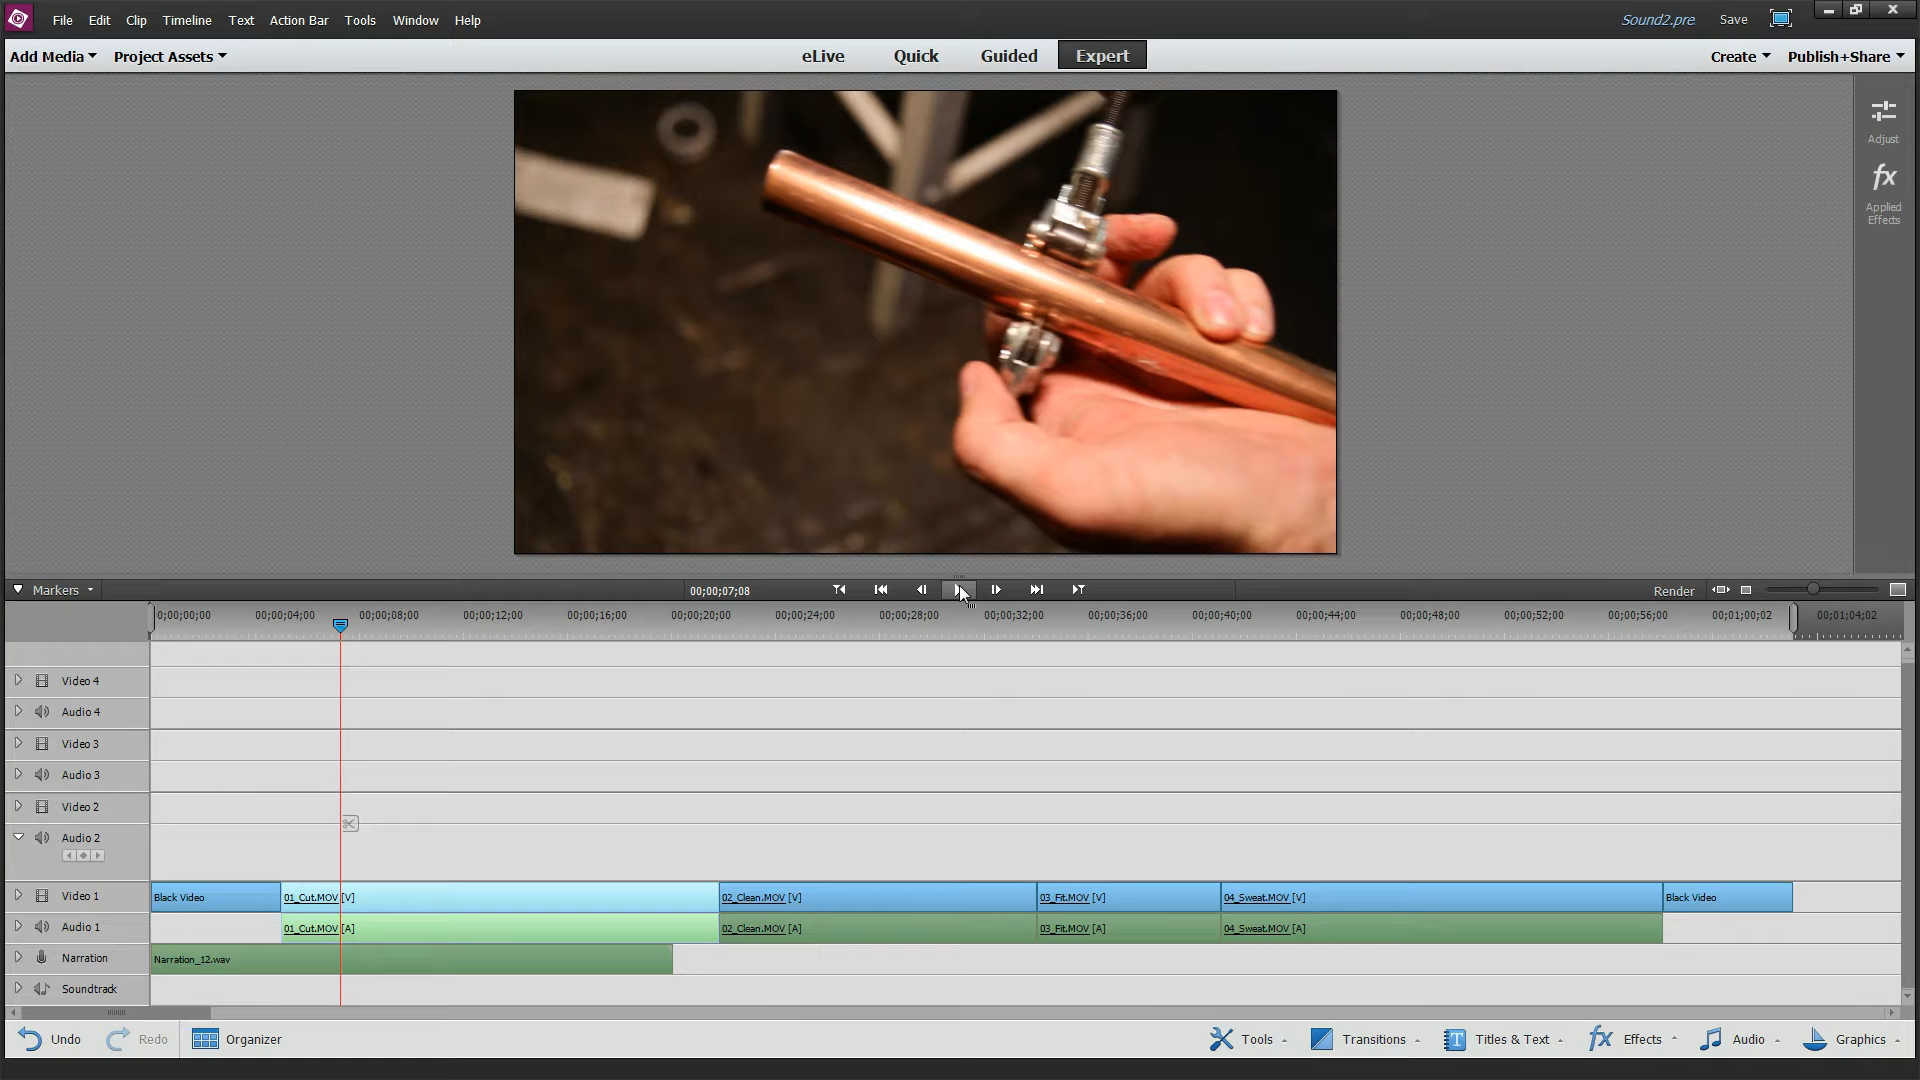 File Edit Clip Timeline Text Action Bar Tools Window Help Sound2.pre Save
Add Media Project Assets eLive Quick Guided Expert Create Publish+Share
Adjust
fx
Applied
Effects
Markers 00;00;07;08 Render
0;00;00;00 00;00;04;00 00;00;08;00 00;00;12;00 00;00;16;00 00;00;20;00 00;00;24;00 00;00;28;00 00;00;32;00 00;00;36;00 00;00;40;00 00;00;44;00 00;00;48;00 00;00;52;00 00;00;56;00 00;01;00;02 00;01;04;02
Video 4
Audio 4
Video 3
Audio 3
Video 2
Audio 2
Video 1 Black Video 01_Cut.MOV [V] 02_Clean.MOV [V] 03_Fit.MOV [V] 04_Sweat.MOV [V] Black Video
Audio 1 01_Cut.MOV [A] 02_Clean.MOV [A] 03_Fit.MOV [A] 04_Sweat.MOV [A]
Narration Narration_12.wav
Soundtrack
Undo Redo Organizer Tools Transitions T Titles & Text fx Effects Audio Graphics